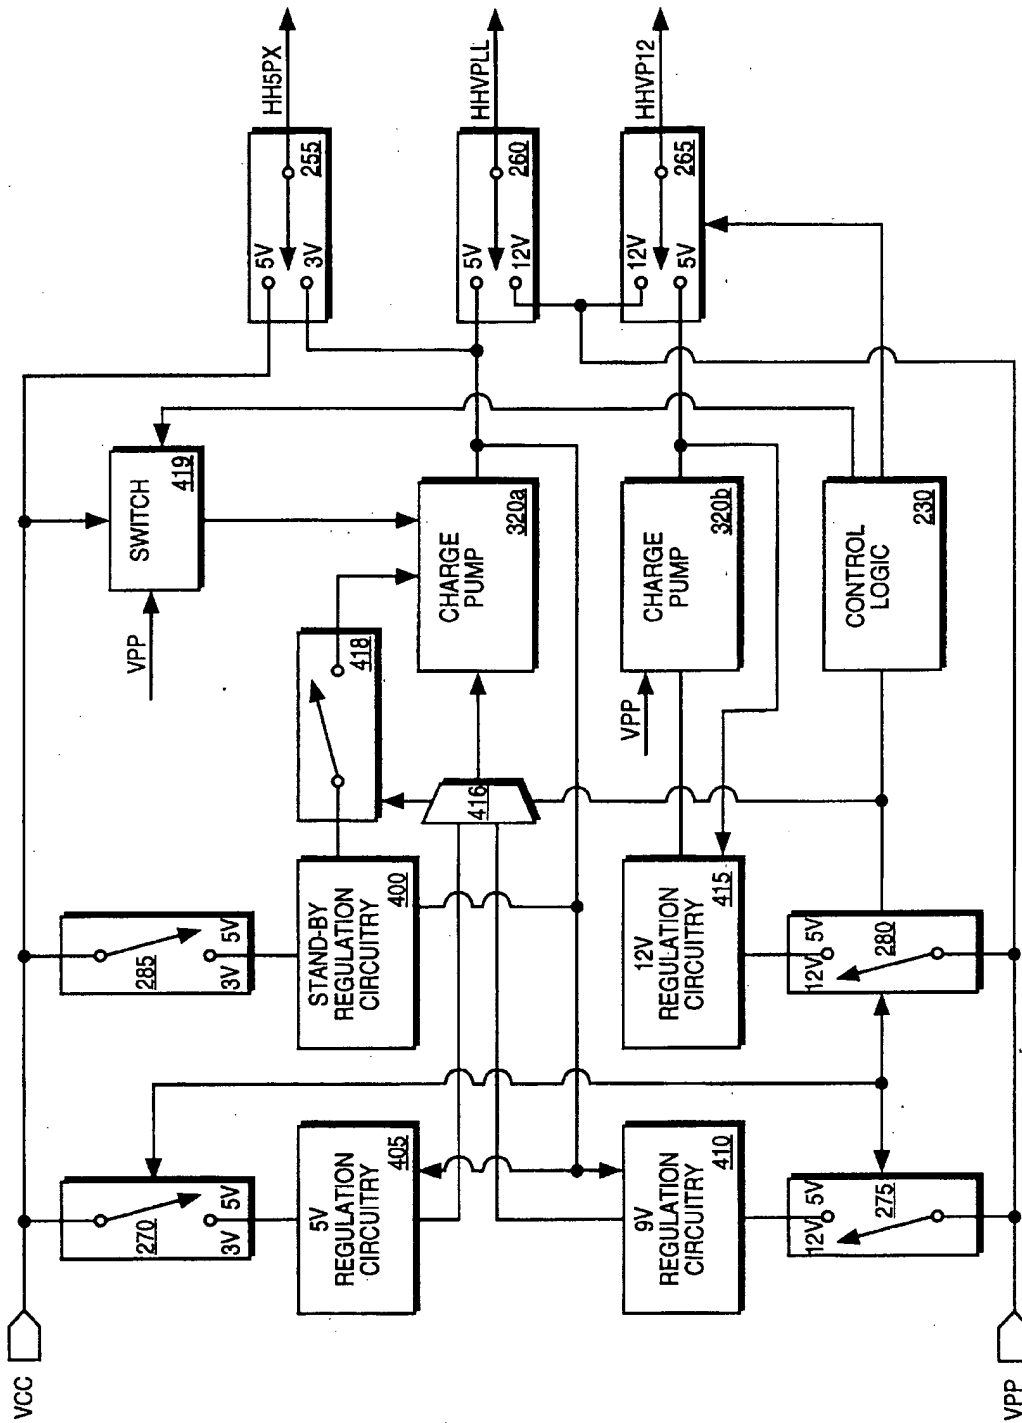 VCC
270
3V 5V
5V
REGULATION
CIRCUITRY
405
9V
REGULATION
CIRCUITRY
410
12V 5V
275
VPP
285
3V 5V
STAND-BY
REGULATION
CIRCUITRY
400
416
12V
REGULATION
CIRCUITRY
415
12V 5V
280
VPP
SWITCH
419
418
CHARGE
PUMP
320a
VPP
CHARGE
PUMP
320b
CONTROL
LOGIC
230
5V
3V
255
HH5PX
5V
12V
260
HHVPLL
12V
5V
265
HHVP12